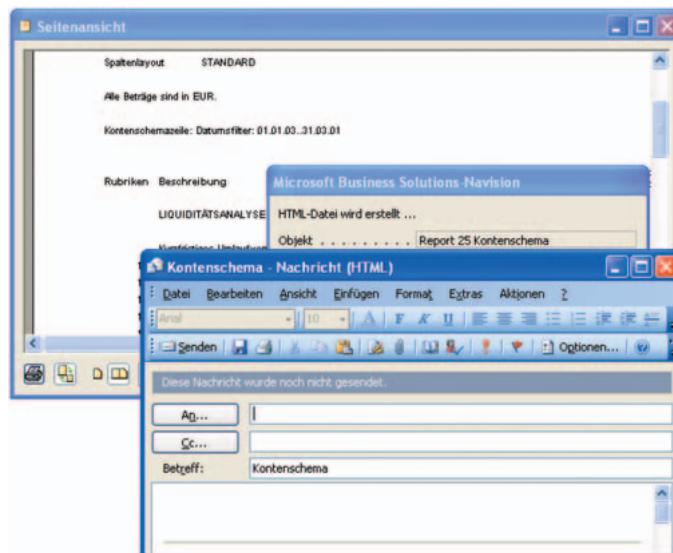 Seitenansicht
Spaltenlayout STANDARD
Alle Beträge sind in EUR.
Kontenschemazeile: Datumsfilter: 01.01.03..31.03.01
Rubriken Beschreibung
LIQUIDITÄTSANALYSE
Microsoft Business Solutions-Navision
HTML-Datei wird erstellt ...
Objekt . . . . . . . . . Report 25 Kontenschema
Kontenschema - Nachricht (HTML)
Datei Bearbeiten Ansicht Einfügen Format Extras Aktionen ?
Arial 10 A F K U
Senden Optionen...
Diese Nachricht wurde noch nicht gesendet.
An...
Cc...
Betreff: Kontenschema